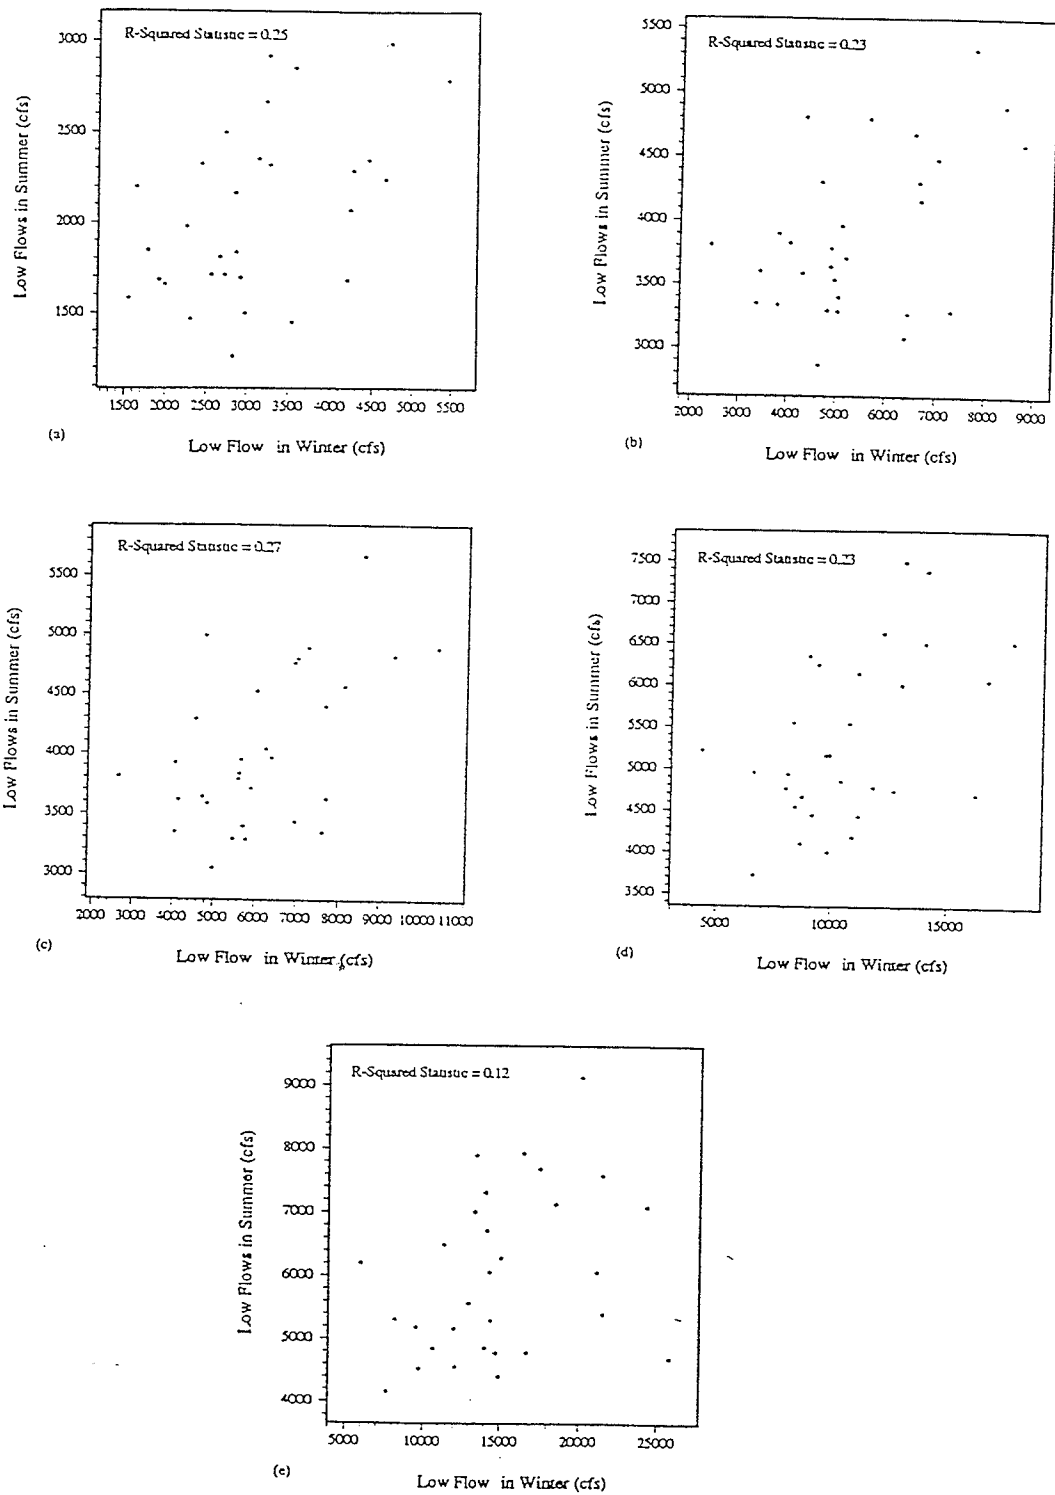 R-Squared Statistic = 0.25
3000
2500
2000
1500
Low Flows in Summer (cfs)
1500 2000 2500 3000 3500 4000 4500 5000 5500
(a)
Low Flow in Winter (cfs)
R-Squared Statistic = 0.23
5500
5000
4500
4000
3500
3000
Low Flows in Summer (cfs)
2000 3000 4000 5000 6000 7000 8000 9000
(b)
Low Flow in Winter (cfs)
R-Squared Statistic = 0.27
5500
5000
4500
4000
3500
3000
Low Flows in Summer (cfs)
2000 3000 4000 5000 6000 7000 8000 9000 10000 11000
(c)
Low Flow in Winter (cfs)
R-Squared Statistic = 0.23
7500
7000
6500
6000
5500
5000
4500
4000
3500
Low Flows in Summer (cfs)
5000 10000 15000
(d)
Low Flow in Winter (cfs)
R-Squared Statistic = 0.12
9000
8000
7000
6000
5000
4000
Low Flows in Summer (cfs)
5000 10000 15000 20000 25000
(e)
Low Flow in Winter (cfs)